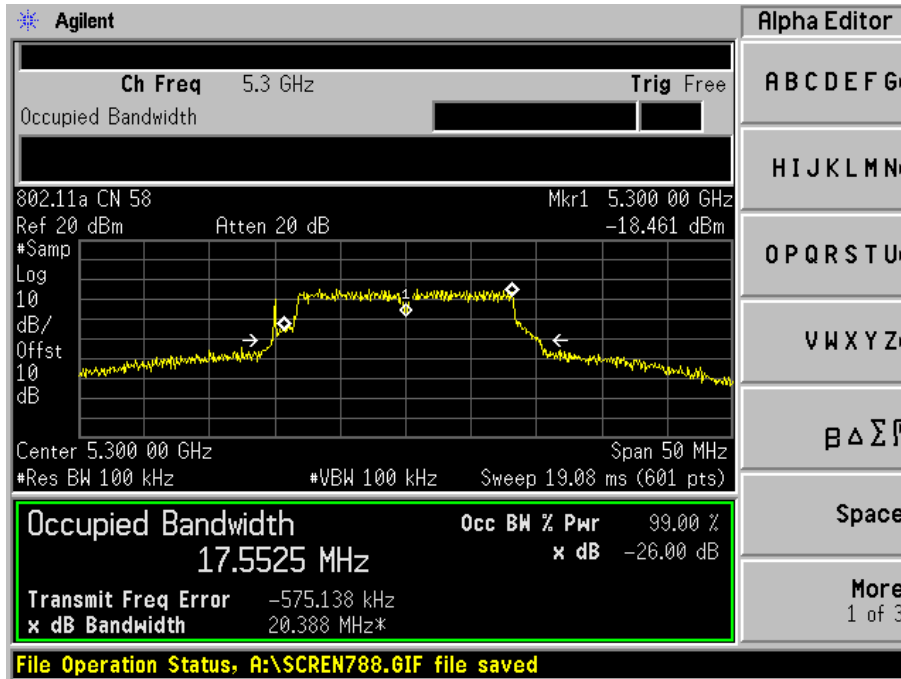 Agilent
Alpha Editor
Ch Freq 5.3 GHz Trig Free
Occupied Bandwidth
A B C D E F G
H I J K L M N
O P Q R S T U
V W X Y Z
Space
More
1 of 3
802.11a CN 58 Mkr1 5.300 00 GHz
Ref 20 dBm Atten 20 dB -18.461 dBm
#Samp
Log
10
dB/
Offst
10
dB
1
Center 5.300 00 GHz Span 50 MHz
#Res BW 100 kHz #VBW 100 kHz Sweep 19.08 ms (601 pts)
Occupied Bandwidth Occ BW % Pwr 99.00 %
17.5525 MHz x dB -26.00 dB
Transmit Freq Error -575.138 kHz
x dB Bandwidth 20.388 MHz*
File Operation Status, A:\SCREN788.GIF file saved